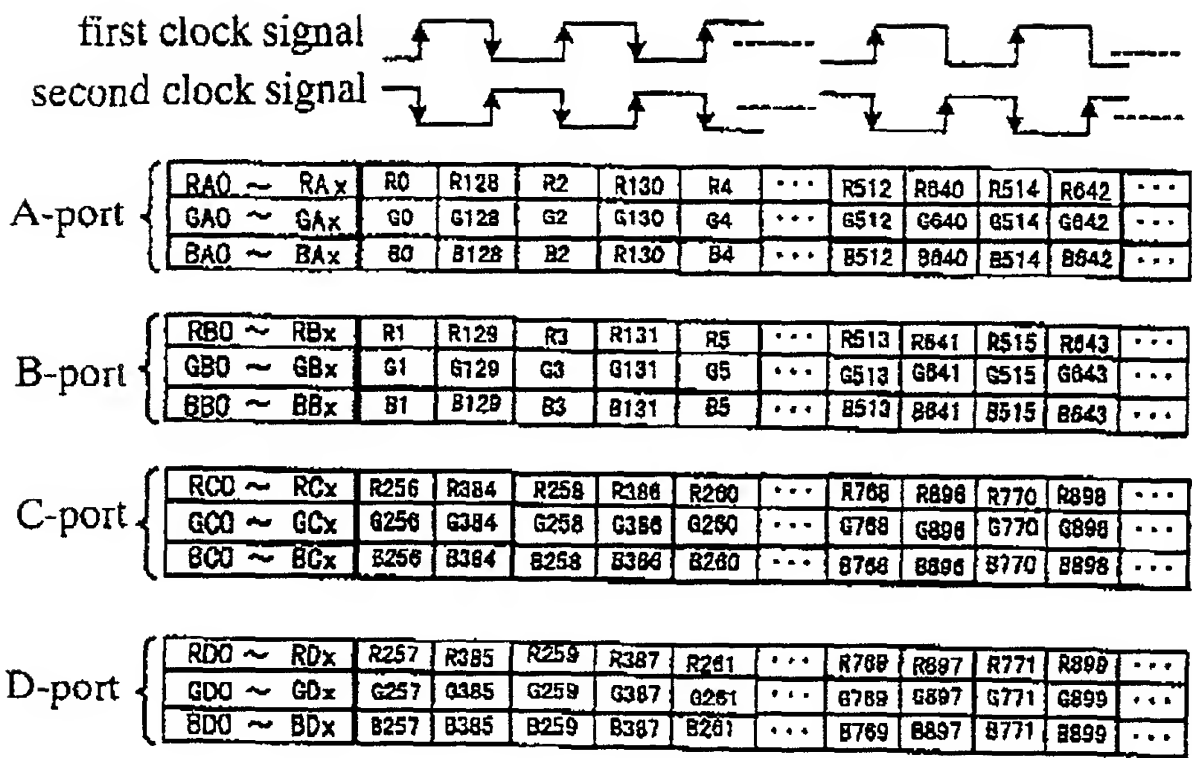 first clock signal
second clock signal
A-port
RA0 ~ RAx R0 R128 R2 R130 R4 ··· R512 R640 R514 R642 ···
GA0 ~ GAx G0 G128 G2 G130 G4 ··· G512 G640 G514 G642 ···
BA0 ~ BAx B0 B128 B2 R130 B4 ··· B512 B640 B514 B642 ···
B-port
RB0 ~ RBx R1 R129 R3 R131 R5 ··· R513 R641 R515 R643 ···
GB0 ~ GBx G1 G129 G3 G131 G5 ··· G513 G641 G515 G643 ···
BB0 ~ BBx B1 B129 B3 B131 B5 ··· B513 B641 B515 B643 ···
C-port
RC0 ~ RCx R256 R384 R258 R386 R260 ··· R768 R896 R770 R898 ···
GC0 ~ GCx G256 G384 G258 G386 G260 ··· G768 G896 G770 G898 ···
BC0 ~ BCx B256 B384 B258 B386 B260 ··· B768 B896 B770 B898 ···
D-port
RD0 ~ RDx R257 R385 R259 R387 R261 ··· R769 R897 R771 R899 ···
GD0 ~ GDx G257 G385 G259 G387 G261 ··· G769 G897 G771 G899 ···
BD0 ~ BDx B257 B385 B259 B387 B261 ··· B769 B897 B771 B899 ···